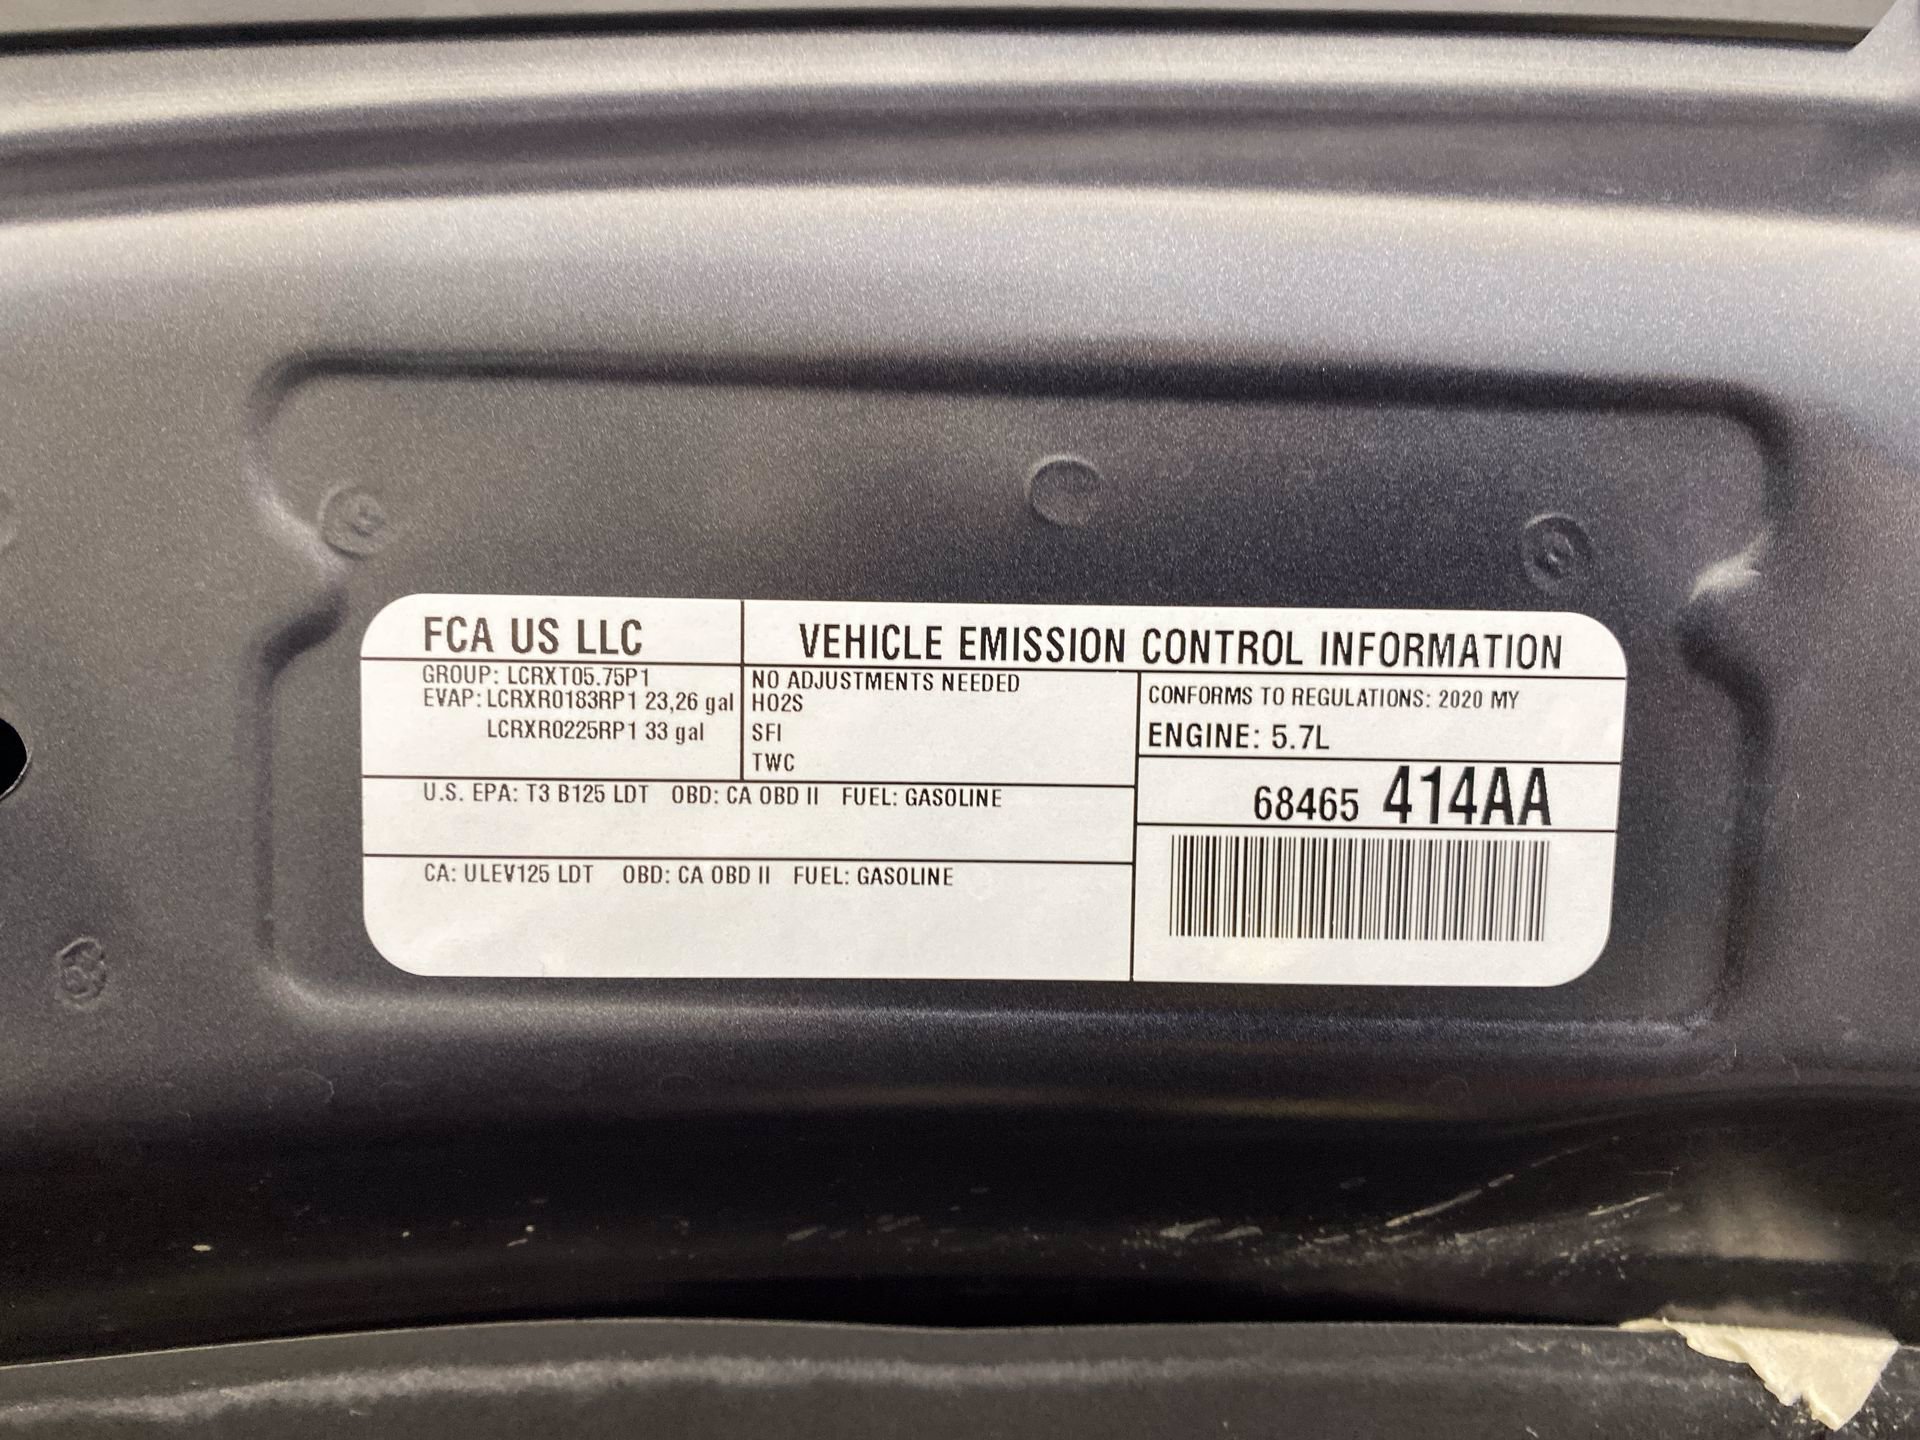 FCA US LLC
VEHICLE EMISSION CONTROL INFORMATION
GROUP: LCRXT05.75P1
EVAP: LCRXR0183RP1 23,26 gal
LCRXR0225RP1 33 gal
NO ADJUSTMENTS NEEDED
HO2S
SFI
TWC
CONFORMS TO REGULATIONS: 2020 MY
ENGINE: 5.7L
68465 414AA
U.S. EPA: T3 B125 LDT OBD: CA OBD II FUEL: GASOLINE
CA: ULEV125 LDT OBD: CA OBD II FUEL: GASOLINE